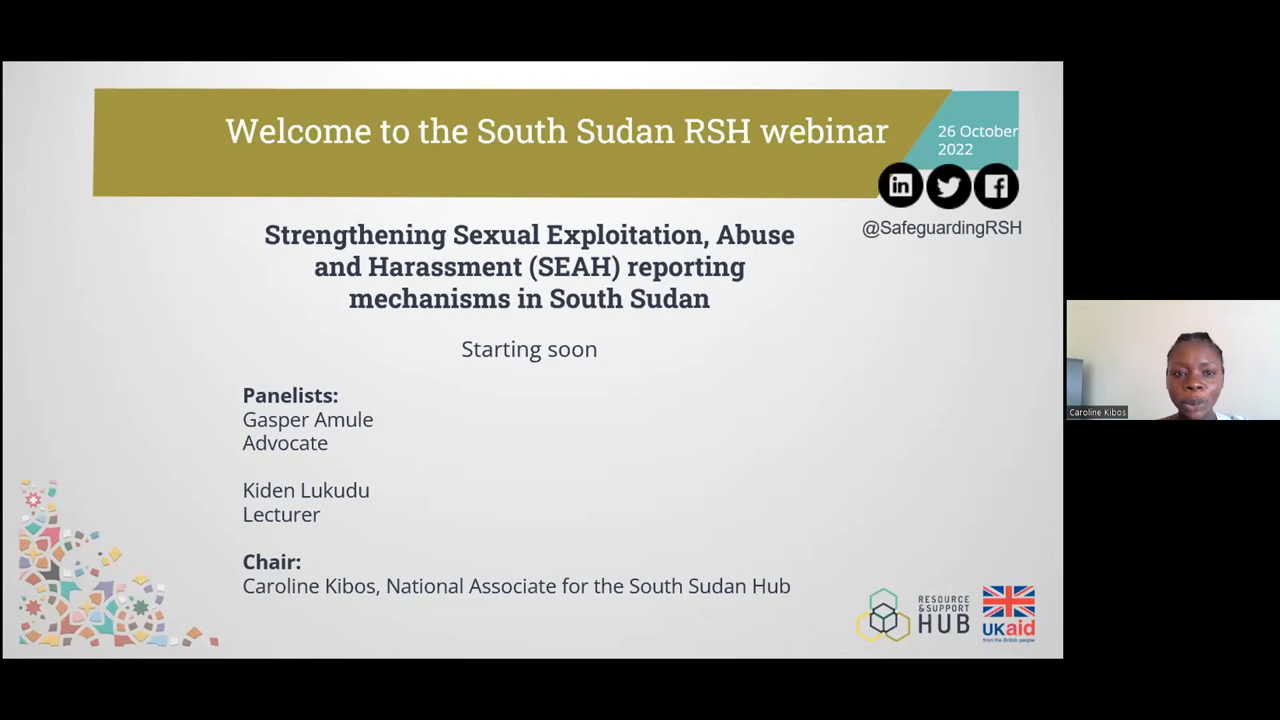 Welcome to the South Sudan RSH webinar
26 October
2022
in
@SafeguardingRSH
Strengthening Sexual Exploitation, Abuse
and Harassment (SEAH) reporting
mechanisms in South Sudan
Starting soon
Panelists:
Gasper Amule
Advocate
Kiden Lukudu
Lecturer
Chair:
Caroline Kibos, National Associate for the South Sudan Hub
RESOURCE
& SUPPORT
HUB
UKaid
from the British people
Caroline Kibos